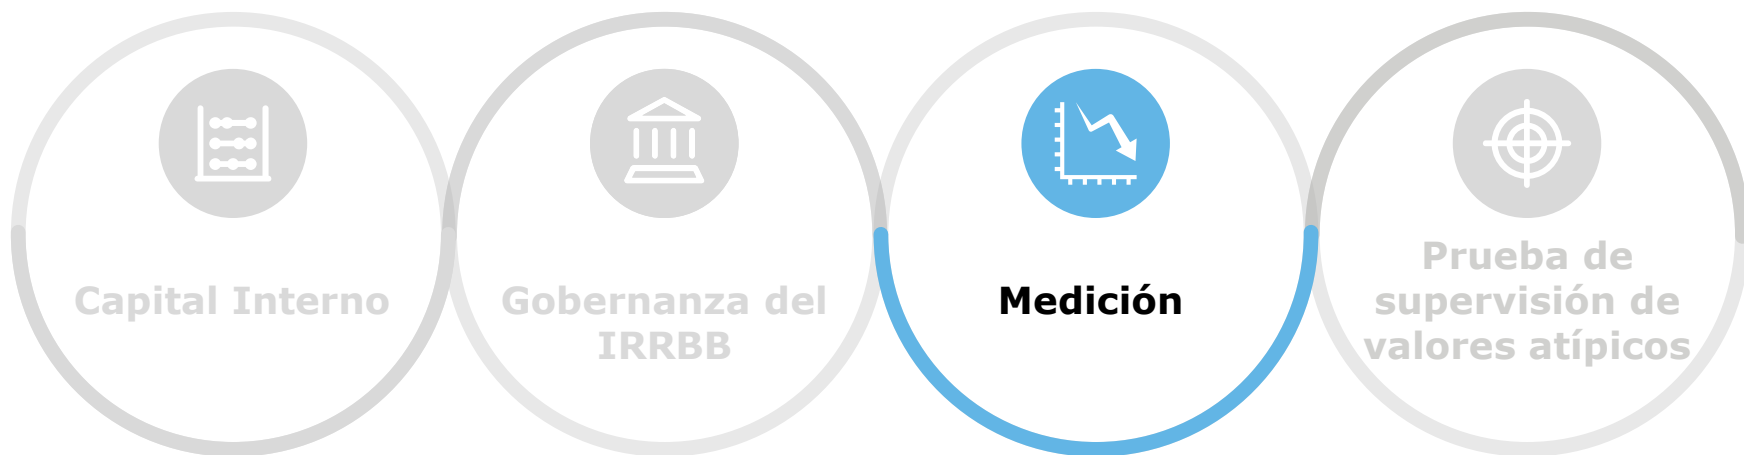 Capital Interno
Gobernanza del
IRRBB
Medición
Prueba de
supervisión de
valores atípicos